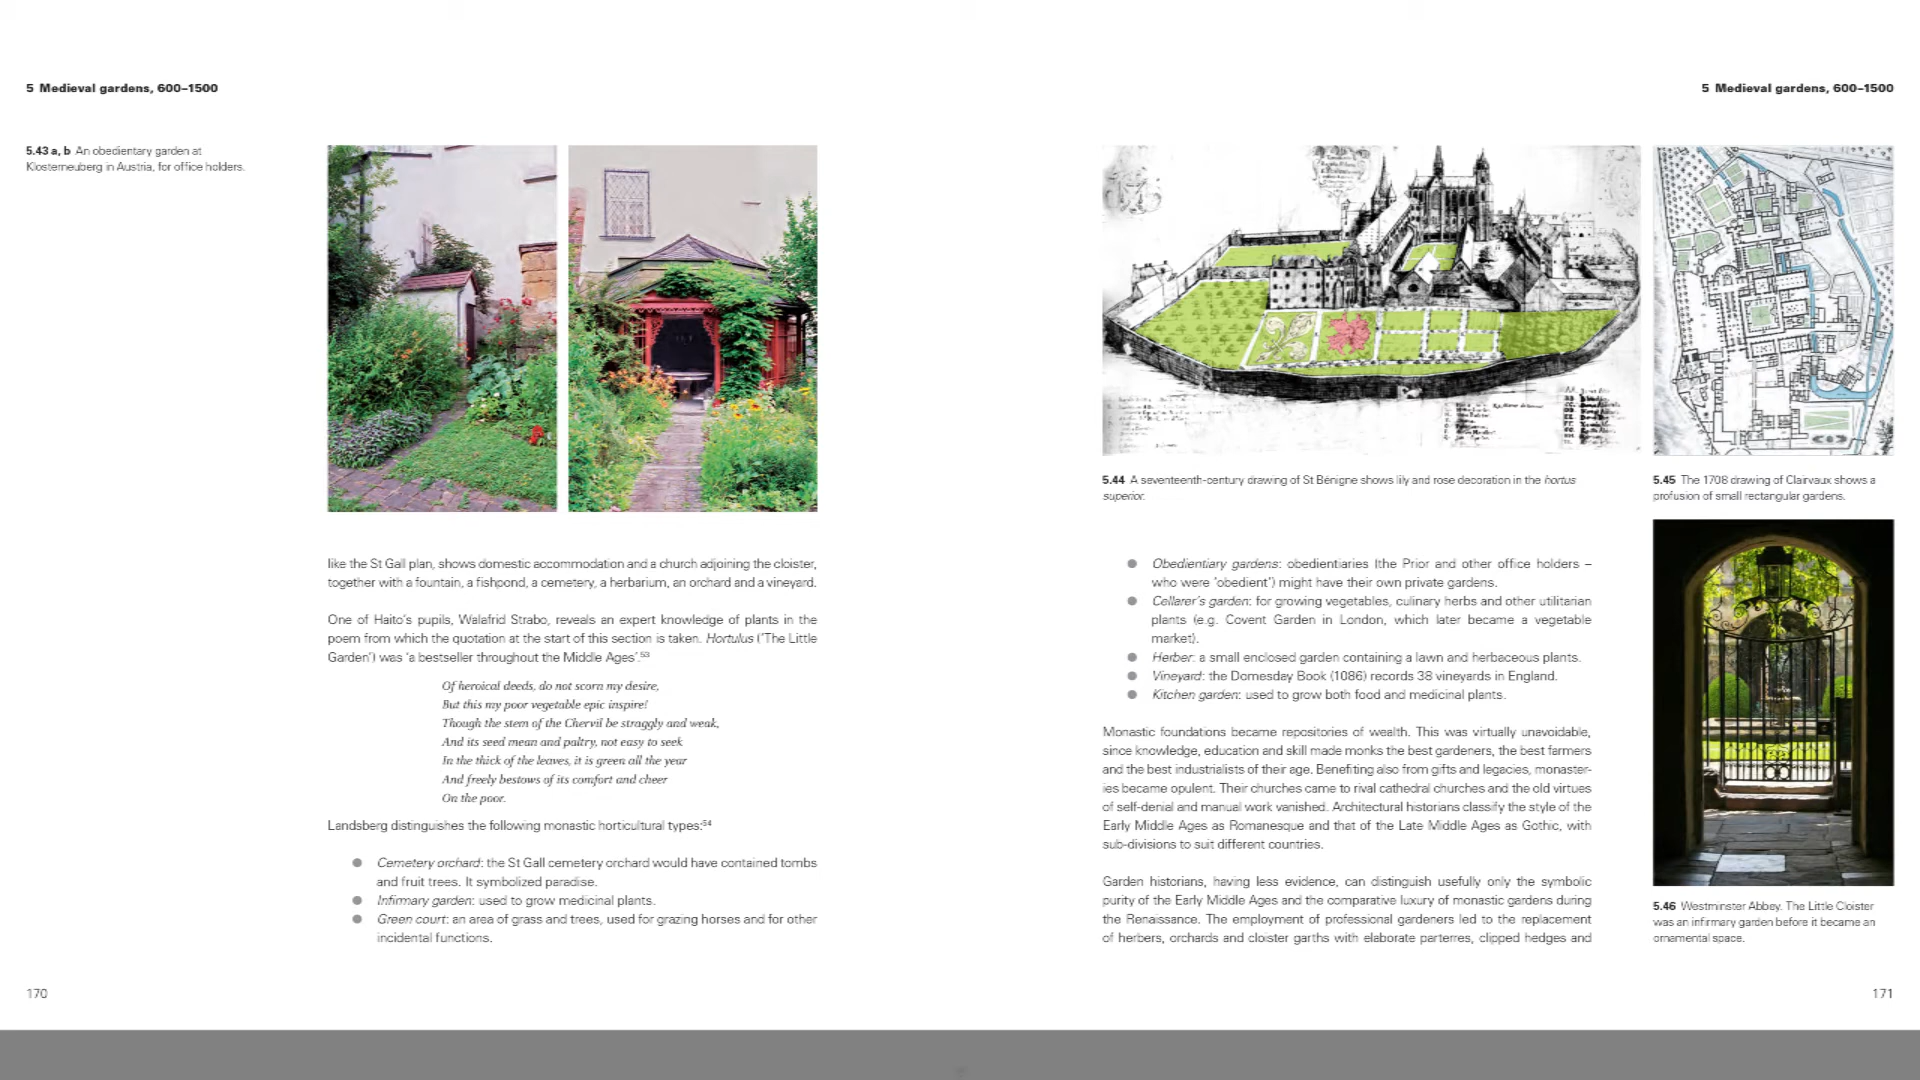 5 Medieval gardens, 600–1500
5.43 a, b An obedientary garden at
Klosterneuberg in Austria, for office holders.
like the St Gall plan, shows domestic accommodation and a church adjoining the cloister,
together with a fountain, a fishpond, a cemetery, a herbarium, an orchard and a vineyard.
One of Haito's pupils, Walafrid Strabo, reveals an expert knowledge of plants in the
poem from which the quotation at the start of this section is taken. Hortulus ('The Little
Garden') was 'a bestseller throughout the Middle Ages'.53
Of heroical deeds, do not scorn my desire,
But this my poor vegetable epic inspire!
Though the stem of the Chervil be straggly and weak,
And its seed mean and paltry, not easy to seek
In the thick of the leaves, it is green all the year
And freely bestows of its comfort and cheer
On the poor.
Landsberg distinguishes the following monastic horticultural types:54
● Cemetery orchard: the St Gall cemetery orchard would have contained tombs
and fruit trees. It symbolized paradise.
● Infirmary garden: used to grow medicinal plants.
● Green court: an area of grass and trees, used for grazing horses and for other
incidental functions.
170
5 Medieval gardens, 600–1500
5.44 A seventeenth-century drawing of St Bénigne shows lily and rose decoration in the hortus
superior.
5.45 The 1708 drawing of Clairvaux shows a
profusion of small rectangular gardens.
● Obedientiary gardens: obedientiaries (the Prior and other office holders –
who were 'obedient') might have their own private gardens.
● Cellarer's garden: for growing vegetables, culinary herbs and other utilitarian
plants (e.g. Covent Garden in London, which later became a vegetable
market).
● Herber: a small enclosed garden containing a lawn and herbaceous plants.
● Vineyard: the Domesday Book (1086) records 38 vineyards in England.
● Kitchen garden: used to grow both food and medicinal plants.
Monastic foundations became repositories of wealth. This was virtually unavoidable,
since knowledge, education and skill made monks the best gardeners, the best farmers
and the best industrialists of their age. Benefiting also from gifts and legacies, monaster-
ies became opulent. Their churches came to rival cathedral churches and the old virtues
of self-denial and manual work vanished. Architectural historians classify the style of the
Early Middle Ages as Romanesque and that of the Late Middle Ages as Gothic, with
sub-divisions to suit different countries.
Garden historians, having less evidence, can distinguish usefully only the symbolic
purity of the Early Middle Ages and the comparative luxury of monastic gardens during
the Renaissance. The employment of professional gardeners led to the replacement
of herbers, orchards and cloister garths with elaborate parterres, clipped hedges and
5.46 Westminster Abbey. The Little Cloister
was an infirmary garden before it became an
ornamental space.
171